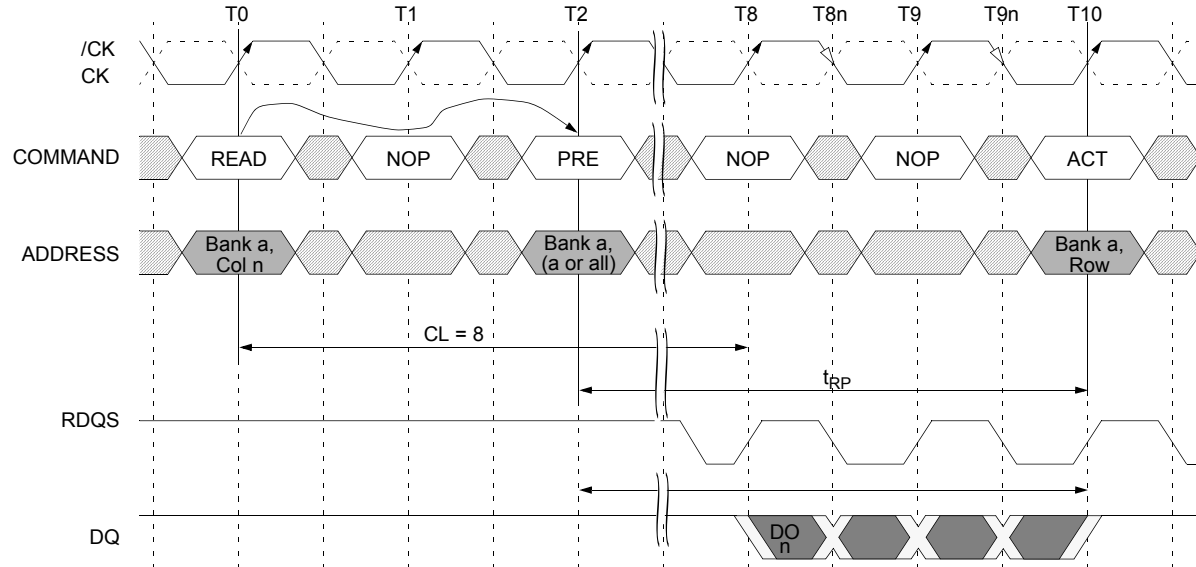 T0 T1 T2 T8 T8n T9 T9n T10
/CK
CK
COMMAND READ NOP PRE NOP NOP ACT
ADDRESS
Bank a,
Col n
Bank a,
(a or all)
Bank a,
Row
CL = 8
tRP
RDQS
DQ
DO
n